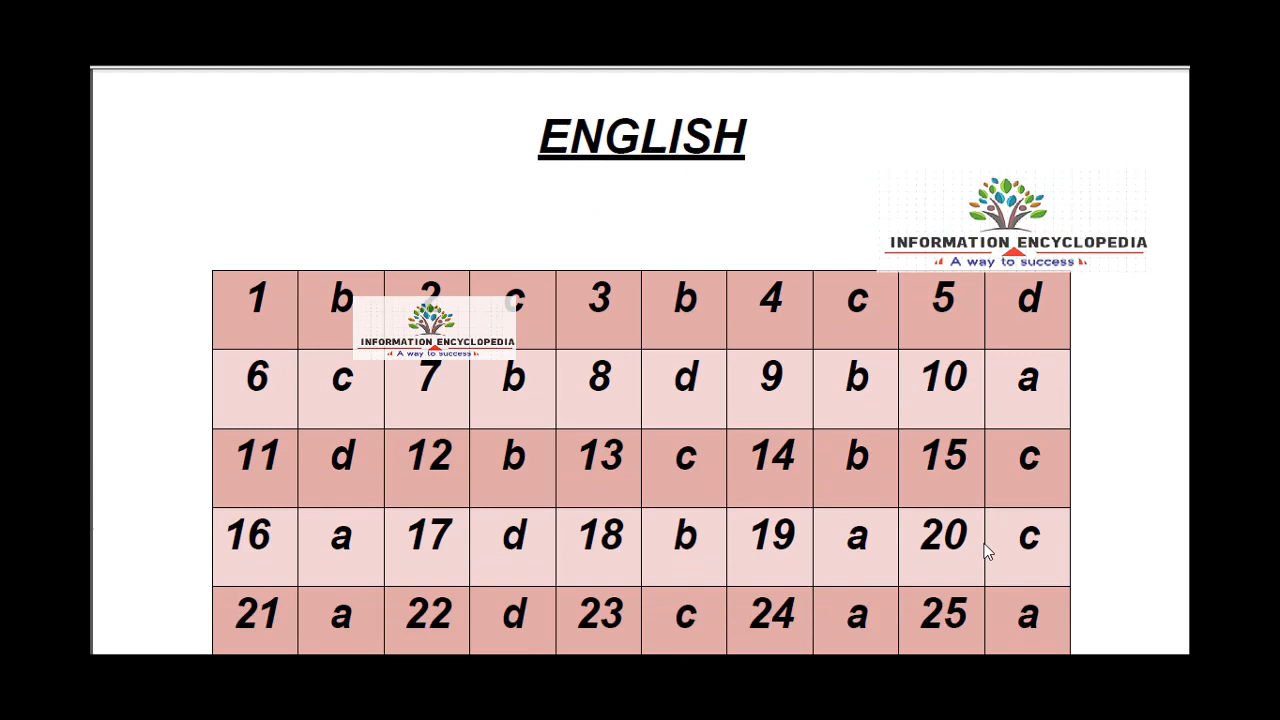 ENGLISH
INFORMATION ENCYCLOPEDIA
A way to success
1 b 2 c 3 b 4 c 5 d
INFORMATION ENCYCLOPEDIA
A way to success
6 c 7 b 8 d 9 b 10 a
11 d 12 b 13 c 14 b 15 c
16 a 17 d 18 b 19 a 20 c
21 a 22 d 23 c 24 a 25 a